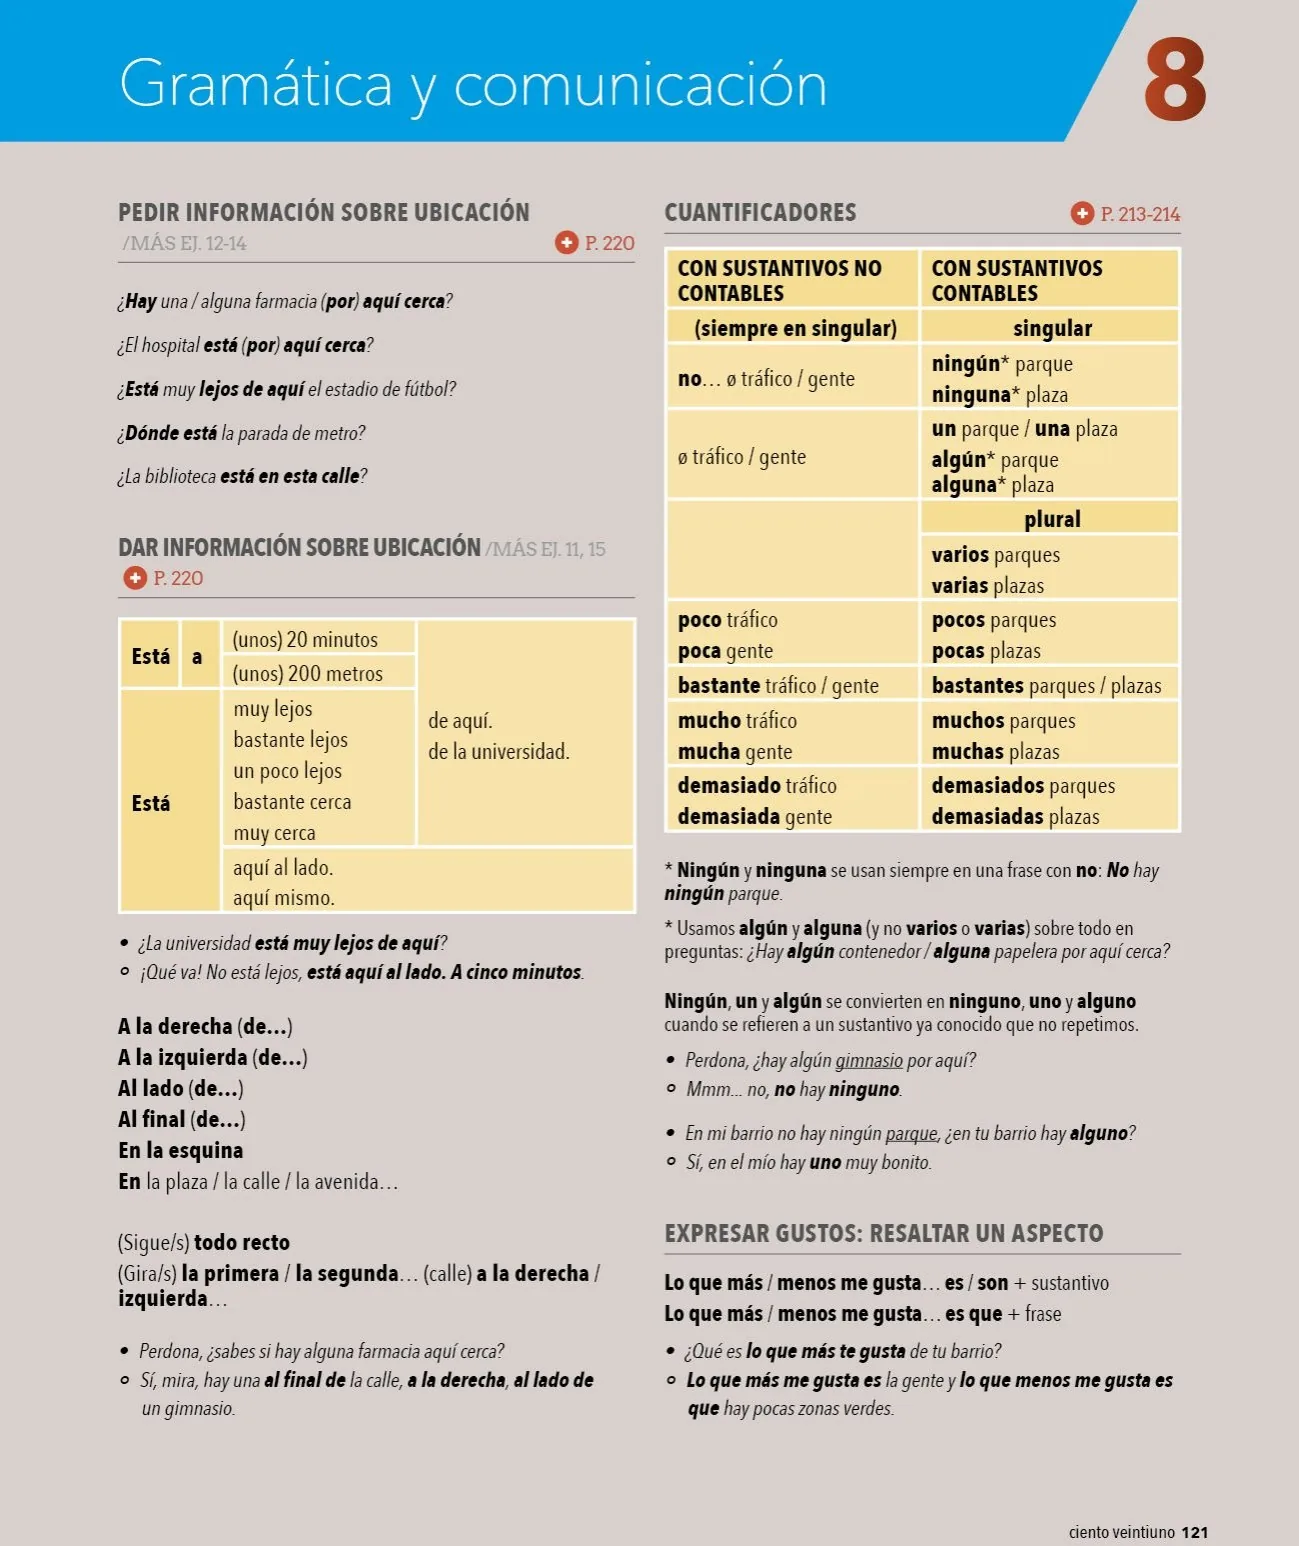 Gramática y comunicación
8
PEDIR INFORMACIÓN SOBRE UBICACIÓN
/MÁS EJ. 12-14
+ P. 220
¿Hay una / alguna farmacia (por) aquí cerca?
¿El hospital está (por) aquí cerca?
¿Está muy lejos de aquí el estadio de fútbol?
¿Dónde está la parada de metro?
¿La biblioteca está en esta calle?
DAR INFORMACIÓN SOBRE UBICACIÓN /MÁS EJ. 11, 15
+ P. 220
Está
a
(unos) 20 minutos
(unos) 200 metros
Está
muy lejos
bastante lejos
un poco lejos
bastante cerca
muy cerca
de aquí.
de la universidad.
aquí al lado.
aquí mismo.
• ¿La universidad está muy lejos de aquí?
○ ¡Qué va! No está lejos, está aquí al lado. A cinco minutos.
A la derecha (de…)
A la izquierda (de…)
Al lado (de…)
Al final (de…)
En la esquina
En la plaza / la calle / la avenida…
(Sigue/s) todo recto
(Gira/s) la primera / la segunda… (calle) a la derecha /
izquierda…
• Perdona, ¿sabes si hay alguna farmacia aquí cerca?
○ Sí, mira, hay una al final de la calle, a la derecha, al lado de
un gimnasio.
CUANTIFICADORES
+ P. 213-214
CON SUSTANTIVOS NO
CONTABLES
CON SUSTANTIVOS
CONTABLES
(siempre en singular)
singular
no… ø tráfico / gente
ningún* parque
ninguna* plaza
ø tráfico / gente
un parque / una plaza
algún* parque
alguna* plaza
plural
varios parques
varias plazas
poco tráfico
poca gente
pocos parques
pocas plazas
bastante tráfico / gente
bastantes parques / plazas
mucho tráfico
mucha gente
muchos parques
muchas plazas
demasiado tráfico
demasiada gente
demasiados parques
demasiadas plazas
* Ningún y ninguna se usan siempre en una frase con no: No hay
ningún parque.
* Usamos algún y alguna (y no varios o varias) sobre todo en
preguntas: ¿Hay algún contenedor / alguna papelera por aquí cerca?
Ningún, un y algún se convierten en ninguno, uno y alguno
cuando se refieren a un sustantivo ya conocido que no repetimos.
• Perdona, ¿hay algún gimnasio por aquí?
○ Mmm... no, no hay ninguno.
• En mi barrio no hay ningún parque, ¿en tu barrio hay alguno?
○ Sí, en el mío hay uno muy bonito.
EXPRESAR GUSTOS: RESALTAR UN ASPECTO
Lo que más / menos me gusta… es / son + sustantivo
Lo que más / menos me gusta… es que + frase
• ¿Qué es lo que más te gusta de tu barrio?
○ Lo que más me gusta es la gente y lo que menos me gusta es
que hay pocas zonas verdes.
ciento veintiuno 121